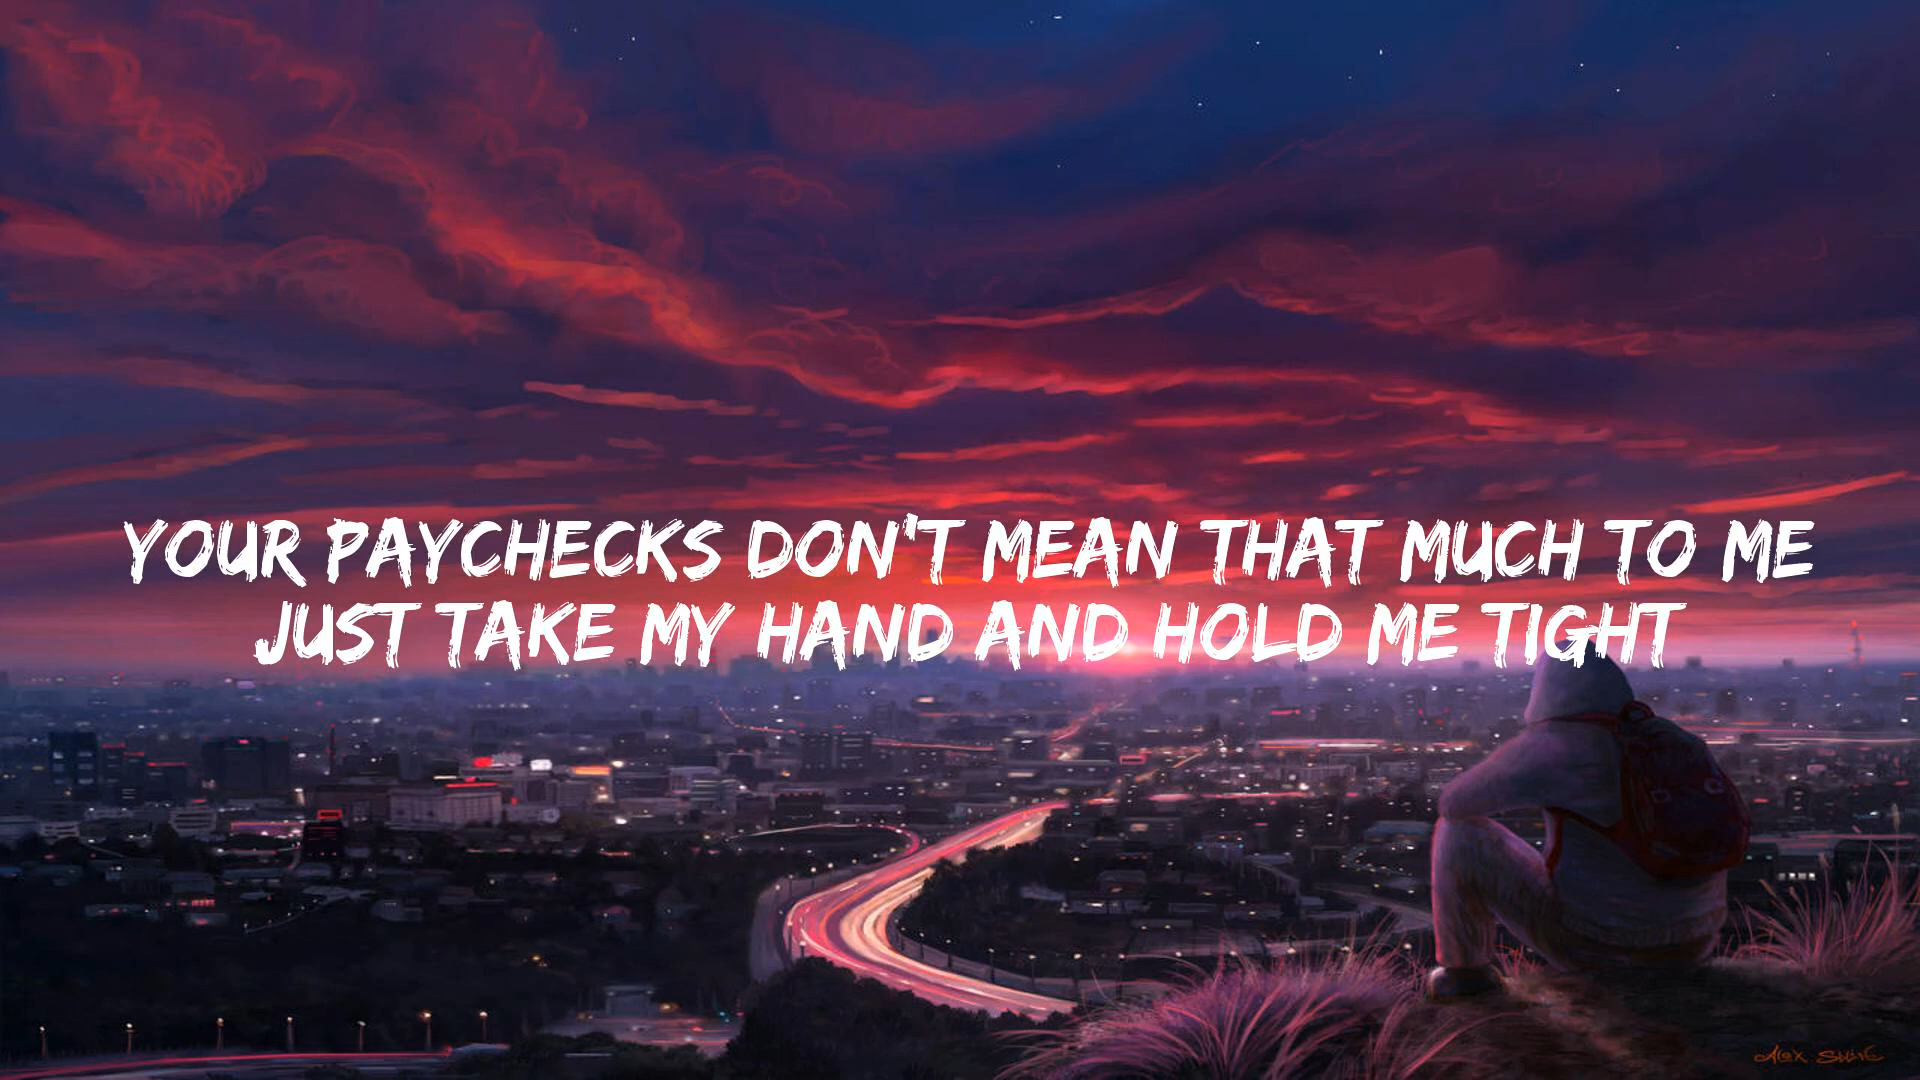 YOUR PAYCHECKS DON'T MEAN THAT MUCH TO ME
JUST TAKE MY HAND AND HOLD ME TIGHT